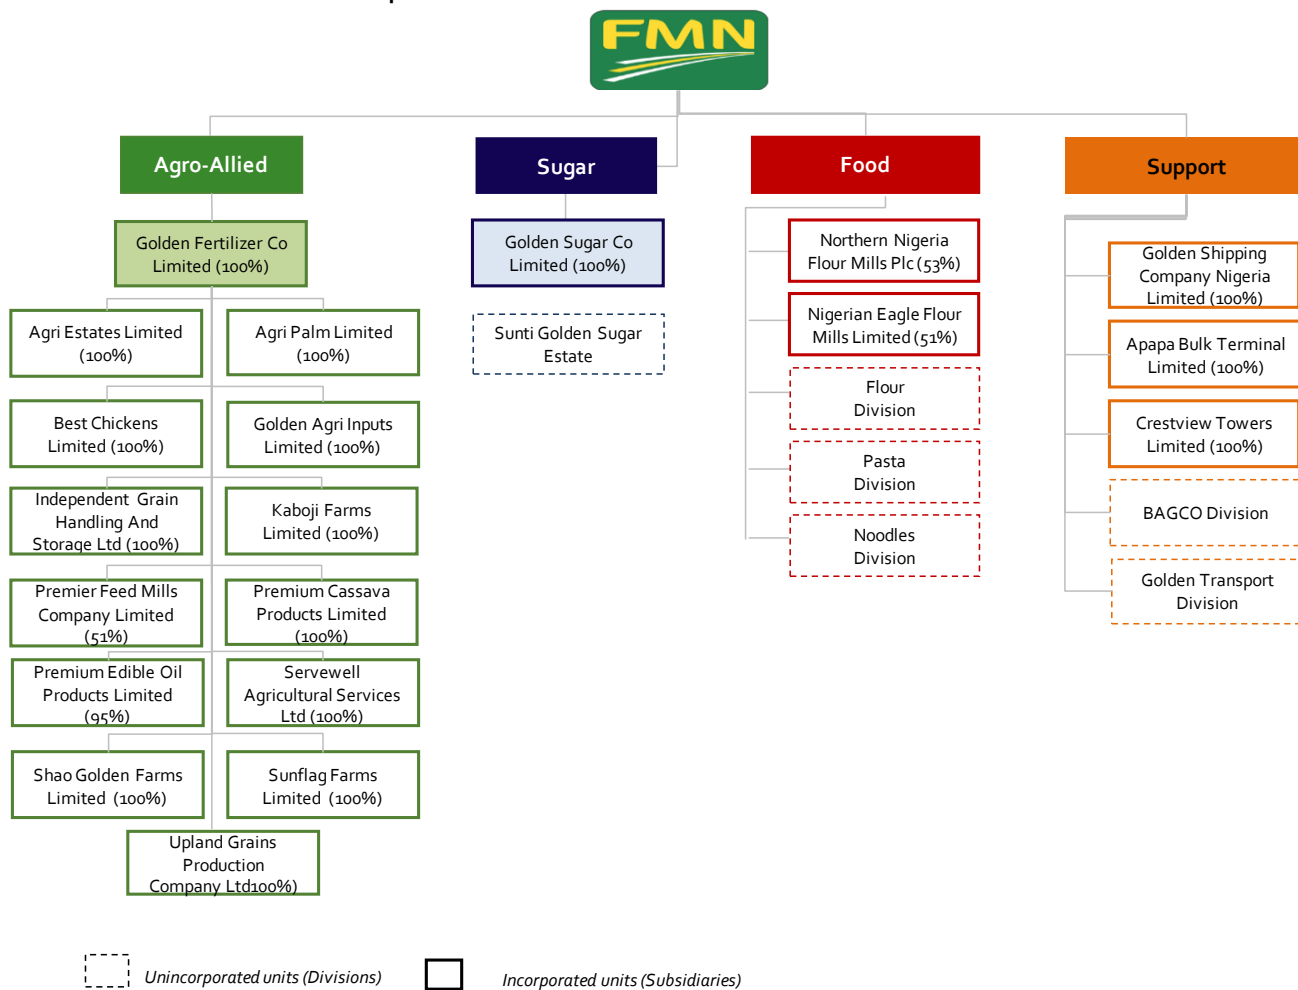 FMN
Agro-Allied
Golden Fertilizer Co
Limited (100%)
Agri Estates Limited
(100%)
Agri Palm Limited
(100%)
Best Chickens
Limited (100%)
Golden Agri Inputs
Limited (100%)
Independent Grain
Handling And
Storage Ltd (100%)
Kaboji Farms
Limited (100%)
Premier Feed Mills
Company Limited
(51%)
Premium Cassava
Products Limited
(100%)
Premium Edible Oil
Products Limited
(95%)
Servewell
Agricultural Services
Ltd (100%)
Shao Golden Farms
Limited (100%)
Sunflag Farms
Limited (100%)
Upland Grains
Production
Company Ltd100%)
Sugar
Golden Sugar Co
Limited (100%)
Sunti Golden Sugar
Estate
Food
Northern Nigeria
Flour Mills Plc (53%)
Nigerian Eagle Flour
Mills Limited (51%)
Flour
Division
Pasta
Division
Noodles
Division
Support
Golden Shipping
Company Nigeria
Limited (100%)
Apapa Bulk Terminal
Limited (100%)
Crestview Towers
Limited (100%)
BAGCO Division
Golden Transport
Division
Unincorporated units (Divisions)
Incorporated units (Subsidiaries)